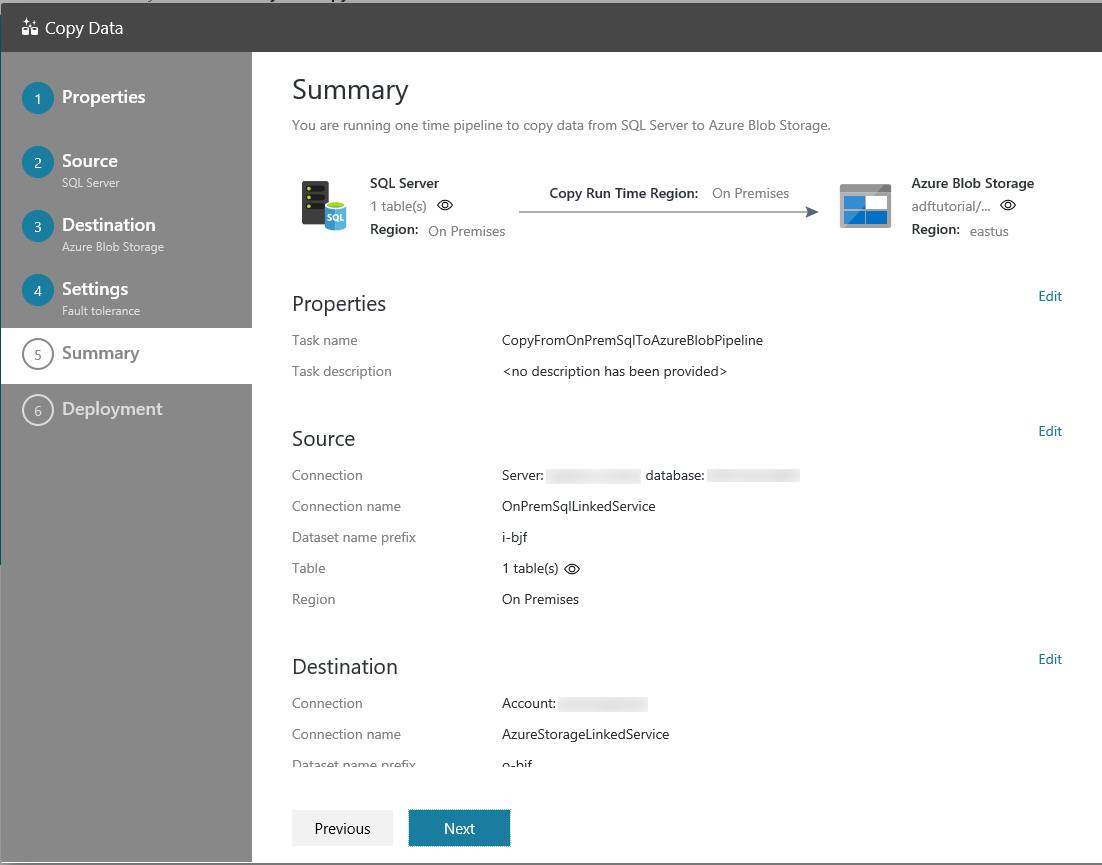 Copy Data
1 Properties
2 Source
SQL Server
3 Destination
Azure Blob Storage
4 Settings
Fault tolerance
5 Summary
6 Deployment
Summary
You are running one time pipeline to copy data from SQL Server to Azure Blob Storage.
SQL Server
1 table(s)
Region: On Premises
SQL
Copy Run Time Region: On Premises
Azure Blob Storage
adftutorial/...
Region: eastus
Properties Edit
Task name CopyFromOnPremSqlToAzureBlobPipeline
Task description <no description has been provided>
Source Edit
Connection Server: database:
Connection name OnPremSqlLinkedService
Dataset name prefix i-bjf
Table 1 table(s)
Region On Premises
Destination Edit
Connection Account:
Connection name AzureStorageLinkedService
Dataset name prefix o-bjf
Previous Next